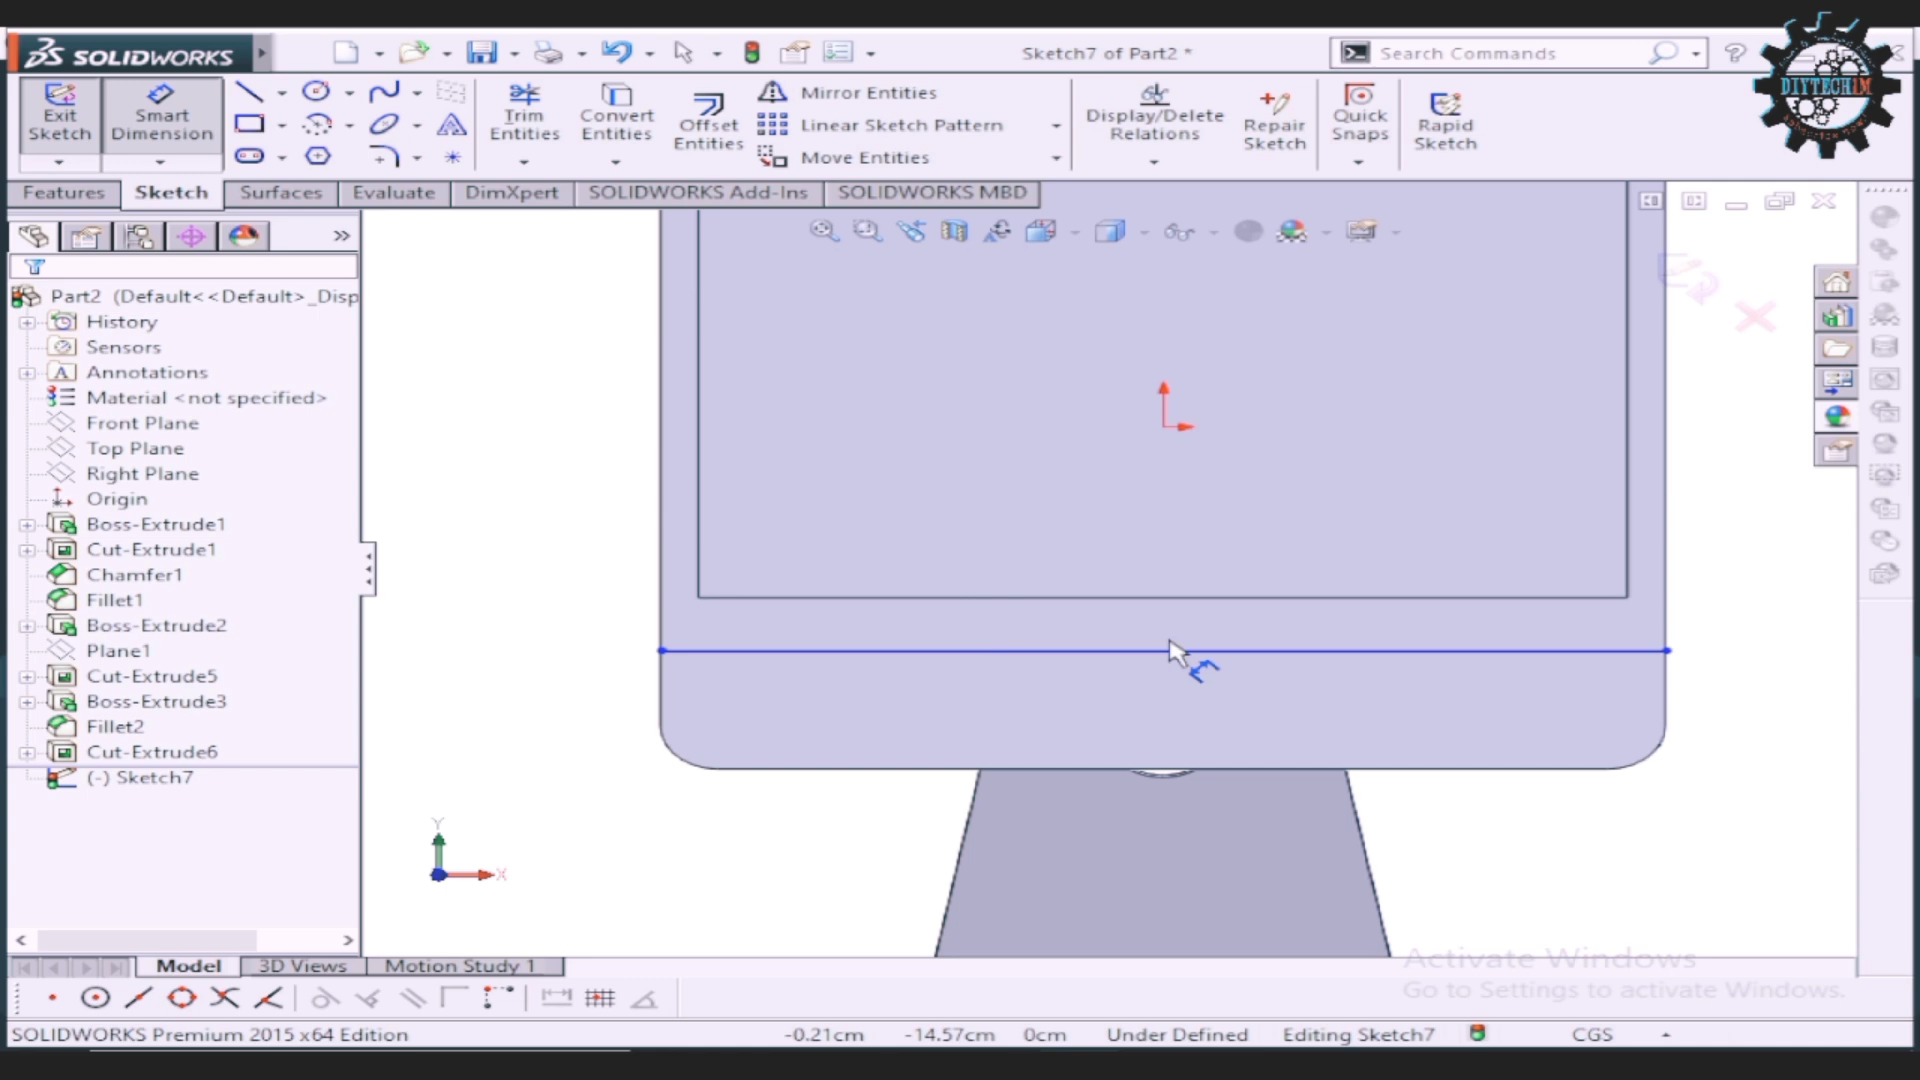 SOLIDWORKS
Sketch7 of Part2 *
Search Commands
DIYTECH1M
Exit Sketch
Smart Dimension
Trim Entities
Convert Entities
Offset Entities
Mirror Entities
Linear Sketch Pattern
Move Entities
Display/Delete Relations
Repair Sketch
Quick Snaps
Rapid Sketch
Features
Sketch
Surfaces
Evaluate
DimXpert
SOLIDWORKS Add-Ins
SOLIDWORKS MBD
Part2 (Default<<Default>_Disp
History
Sensors
Annotations
Material <not specified>
Front Plane
Top Plane
Right Plane
Origin
Boss-Extrude1
Cut-Extrude1
Chamfer1
Fillet1
Boss-Extrude2
Plane1
Cut-Extrude5
Boss-Extrude3
Fillet2
Cut-Extrude6
(-) Sketch7
Y
X
Activate Windows
Go to Settings to activate Windows.
Model
3D Views
Motion Study 1
SOLIDWORKS Premium 2015 x64 Edition
-0.21cm
-14.57cm
0cm
Under Defined
Editing Sketch7
CGS